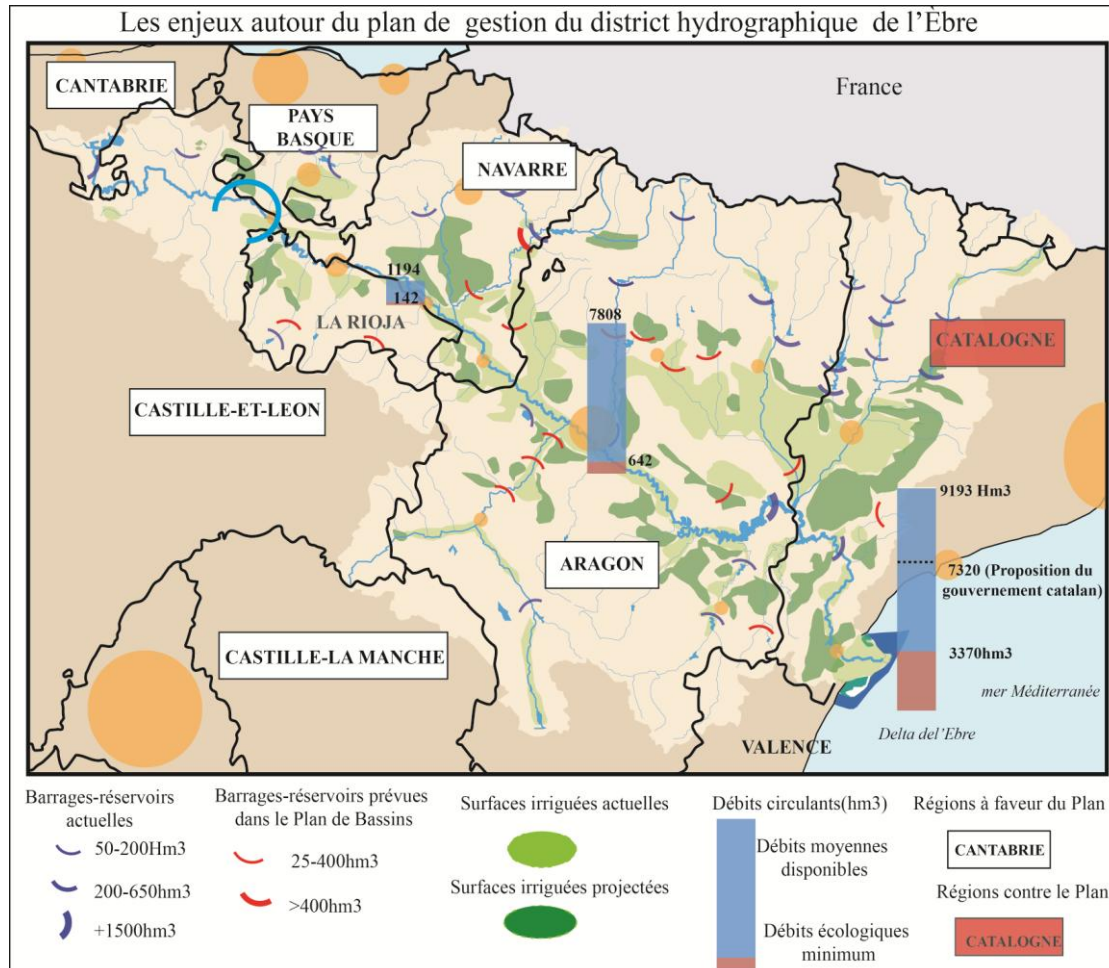 Les enjeux autour du plan de gestion du district hydrographique de l'Èbre
CANTABRIE
France
PAYS
BASQUE
NAVARRE
1194
142
LA RIOJA
7808
CATALOGNE
CASTILLE-ET-LEON
642
9193 Hm3
ARAGON
7320 (Proposition du
gouvernement catalan)
CASTILLE-LA MANCHE
3370hm3
mer Méditerranée
Delta del'Ebre
VALENCE
Barrages-réservoirs
actuelles
50-200Hm3
200-650hm3
+1500hm3
Barrages-réservoirs prévues
dans le Plan de Bassins
25-400hm3
>400hm3
Surfaces irriguées actuelles
Surfaces irriguées projectées
Débits circulants(hm3)
Débits moyennes
disponibles
Débits écologiques
minimum
Régions à faveur du Plan
CANTABRIE
Régions contre le Plan
CATALOGNE